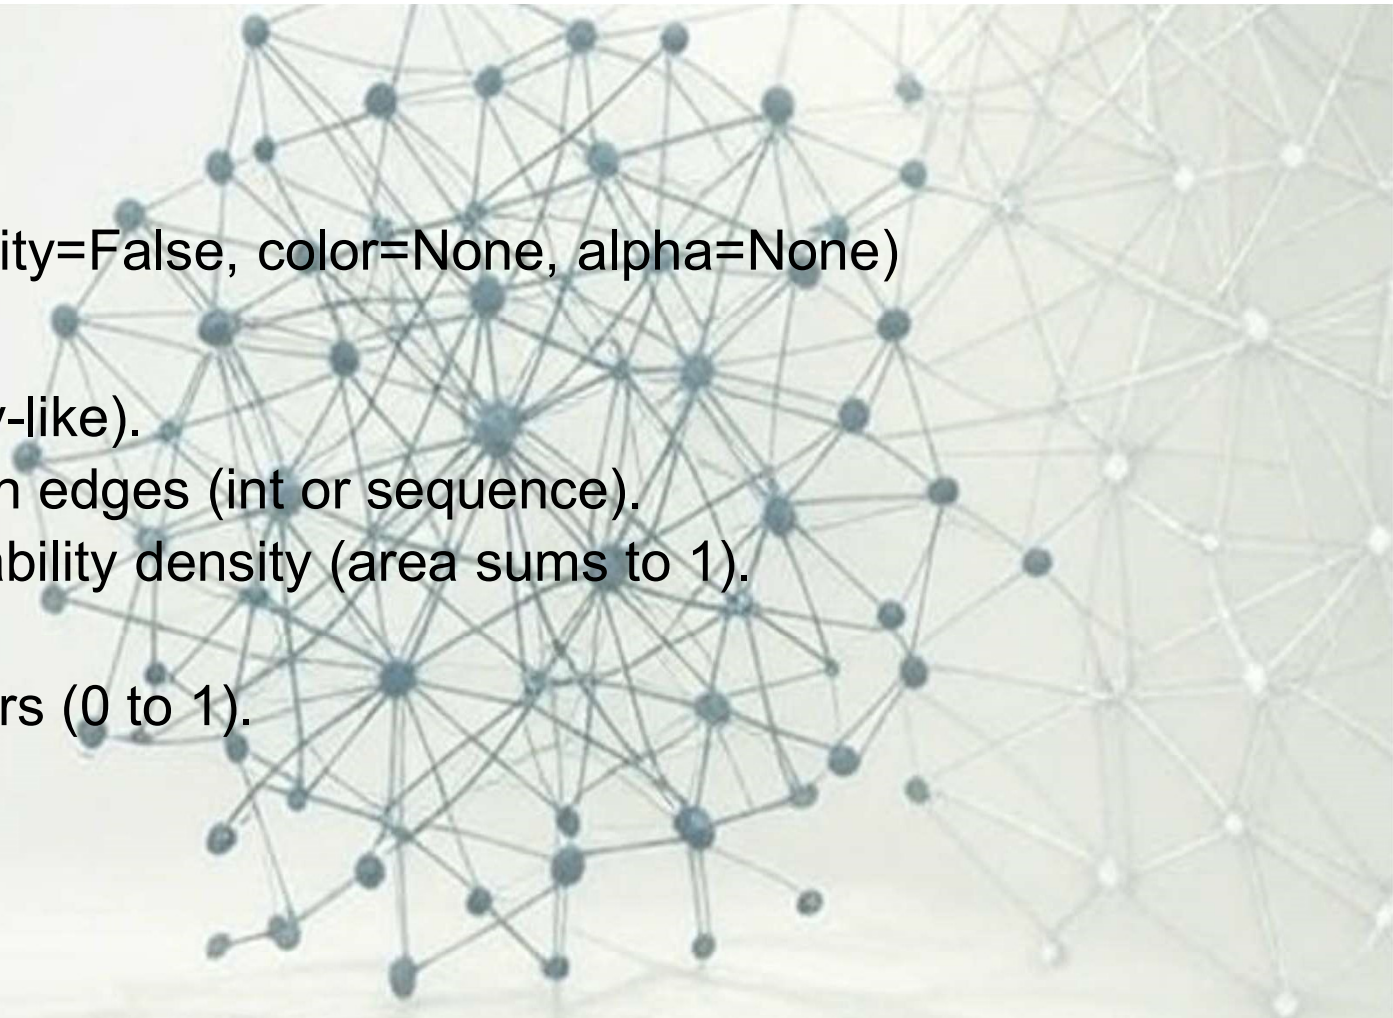 ity=False, color=None, alpha=None)
y-like).
n edges (int or sequence).
ability density (area sums to 1).
rs (0 to 1).